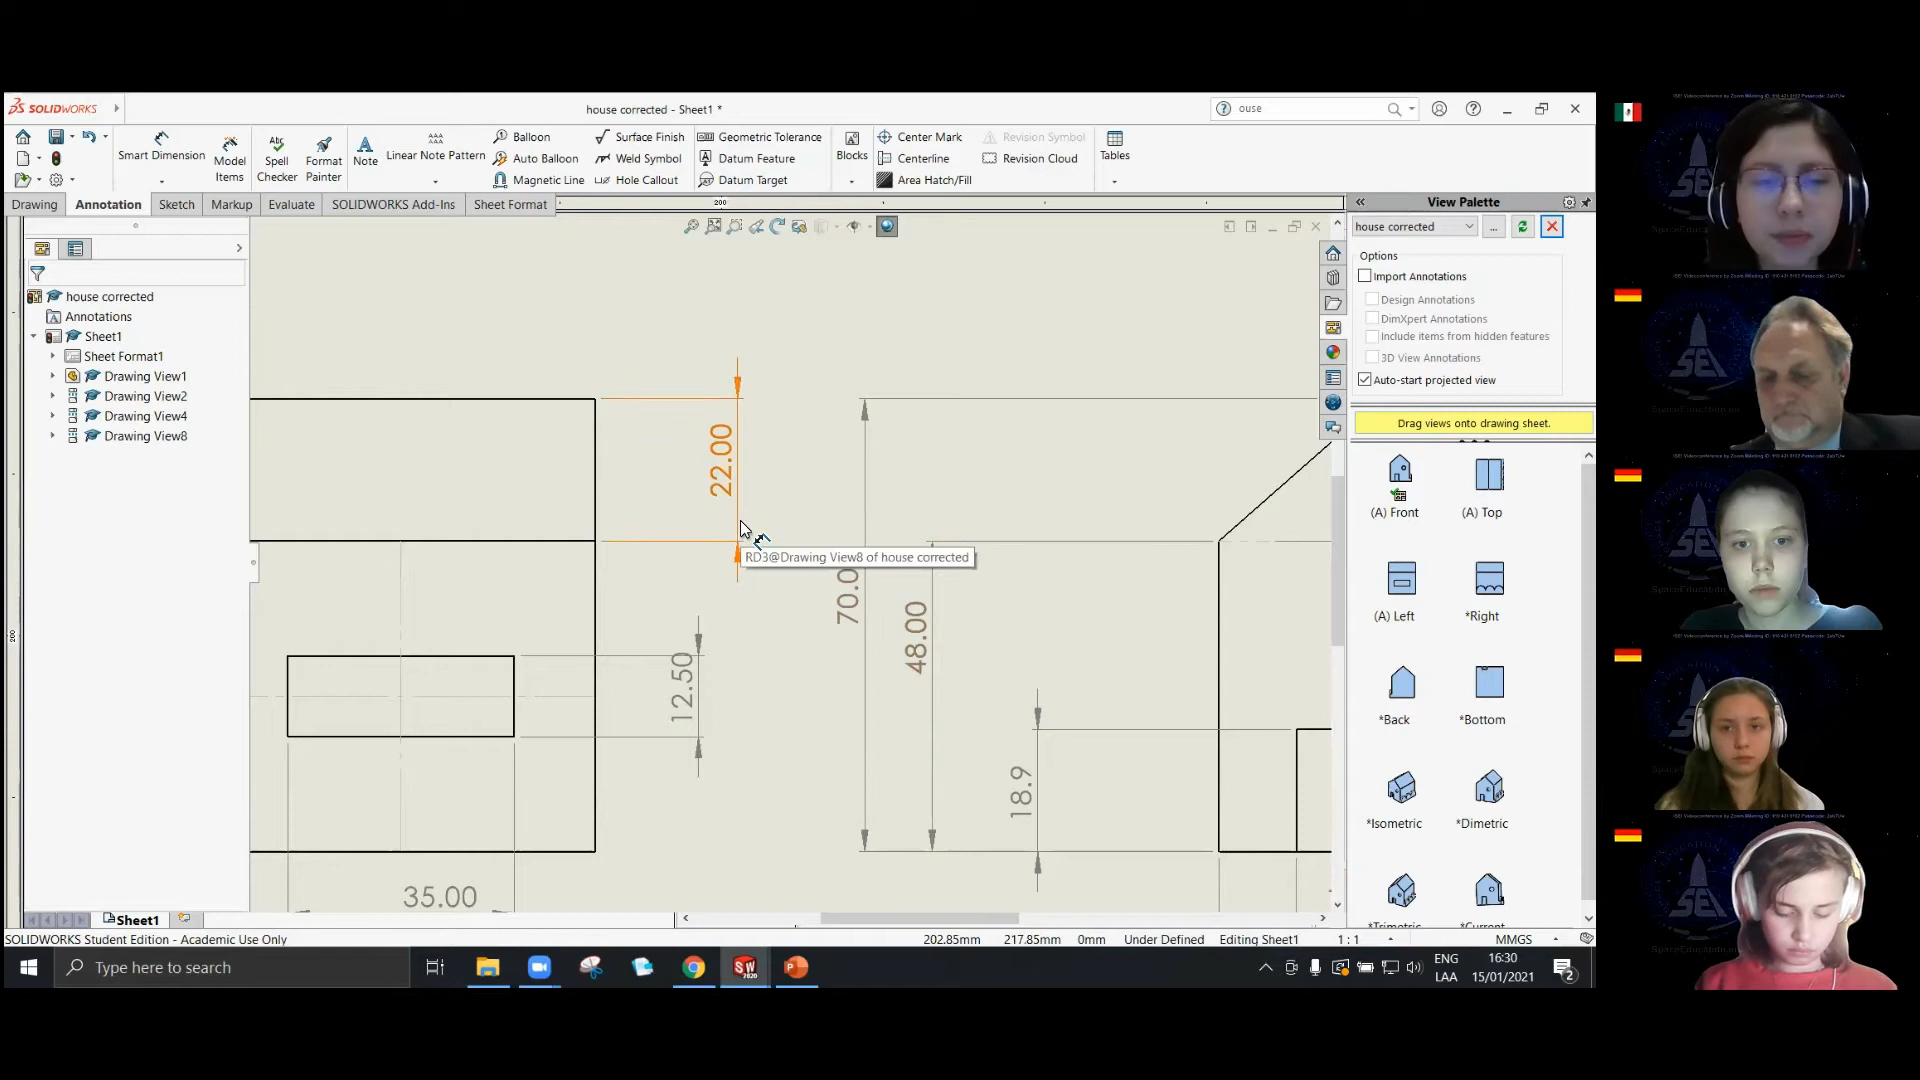 SOLIDWORKS
house corrected - Sheet1 *
ouse
Smart Dimension
Model Items
Spell Checker
Format Painter
Note
Linear Note Pattern
Balloon
Auto Balloon
Magnetic Line
Surface Finish
Weld Symbol
Hole Callout
Geometric Tolerance
Datum Feature
Datum Target
Blocks
Center Mark
Centerline
Area Hatch/Fill
Revision Symbol
Revision Cloud
Tables
Drawing
Annotation
Sketch
Markup
Evaluate
SOLIDWORKS Add-Ins
Sheet Format
200
View Palette
house corrected
...
Options
Import Annotations
Design Annotations
DimXpert Annotations
Include items from hidden features
3D View Annotations
Auto-start projected view
Drag views onto drawing sheet.
(A) Front
(A) Top
(A) Left
*Right
*Back
*Bottom
*Isometric
*Dimetric
*Trimetric
*Current
house corrected
Annotations
Sheet1
Sheet Format1
Drawing View1
Drawing View2
Drawing View4
Drawing View8
200
22.00
RD3@Drawing View8 of house corrected
70.0
48.00
12.50
18.9
35.00
Sheet1
SOLIDWORKS Student Edition - Academic Use Only
202.85mm
217.85mm
0mm
Under Defined
Editing Sheet1
1 : 1
MMGS
Type here to search
SW
2020
ENG
LAA
16:30
15/01/2021
2